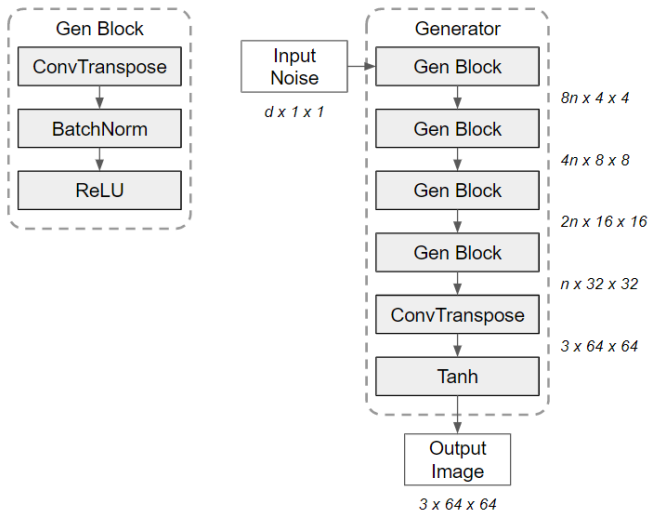 Gen Block
ConvTranspose
BatchNorm
ReLU
Input
Noise
d x 1 x 1
Generator
Gen Block
8n x 4 x 4
Gen Block
4n x 8 x 8
Gen Block
2n x 16 x 16
Gen Block
n x 32 x 32
ConvTranspose
3 x 64 x 64
Tanh
Output
Image
3 x 64 x 64